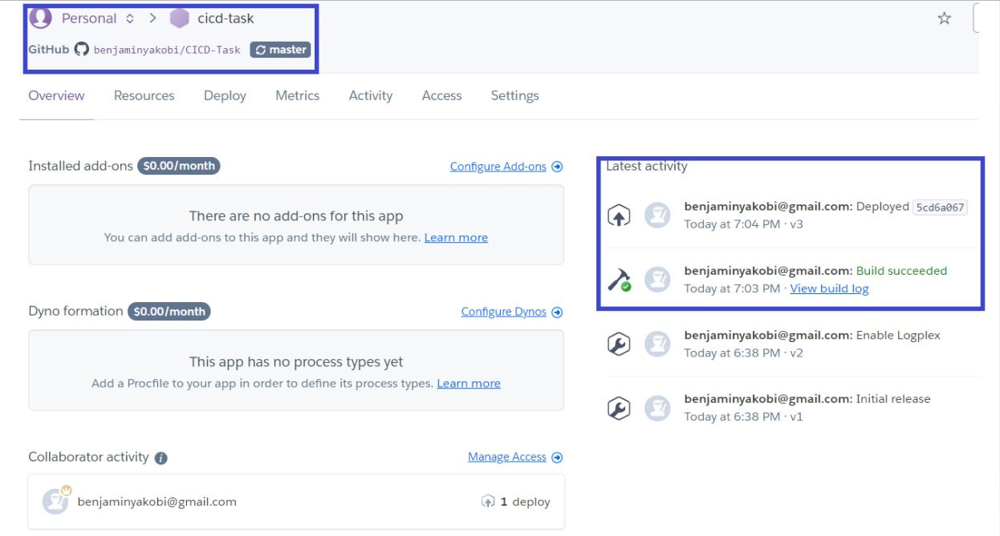 Personal > cicd-task
GitHub benjaminyakobi/CICD-Task master
Overview Resources Deploy Metrics Activity Access Settings
Installed add-ons $0.00/month Configure Add-ons
There are no add-ons for this app
You can add add-ons to this app and they will show here. Learn more
Dyno formation $0.00/month Configure Dynos
This app has no process types yet
Add a Procfile to your app in order to define its process types. Learn more
Collaborator activity i Manage Access
benjaminyakobi@gmail.com 1 deploy
Latest activity
benjaminyakobi@gmail.com: Deployed 5cd6a067
Today at 7:04 PM · v3
benjaminyakobi@gmail.com: Build succeeded
Today at 7:03 PM · View build log
benjaminyakobi@gmail.com: Enable Logplex
Today at 6:38 PM · v2
benjaminyakobi@gmail.com: Initial release
Today at 6:38 PM · v1